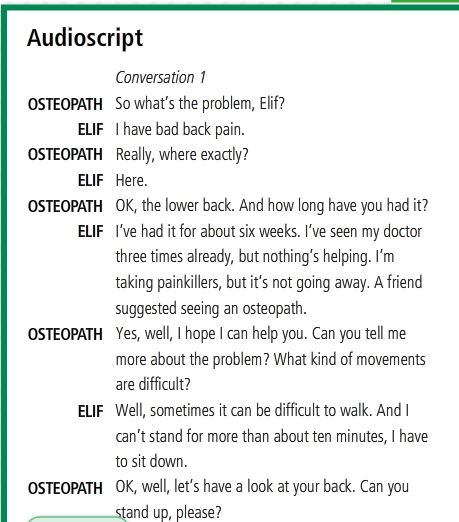 Audioscript
Conversation 1
OSTEOPATH So what's the problem, Elif?
ELIF I have bad back pain.
OSTEOPATH Really, where exactly?
ELIF Here.
OSTEOPATH OK, the lower back. And how long have you had it?
ELIF I've had it for about six weeks. I've seen my doctor
three times already, but nothing's helping. I'm
taking painkillers, but it's not going away. A friend
suggested seeing an osteopath.
OSTEOPATH Yes, well, I hope I can help you. Can you tell me
more about the problem? What kind of movements
are difficult?
ELIF Well, sometimes it can be difficult to walk. And I
can't stand for more than about ten minutes, I have
to sit down.
OSTEOPATH OK, well, let's have a look at your back. Can you
stand up, please?